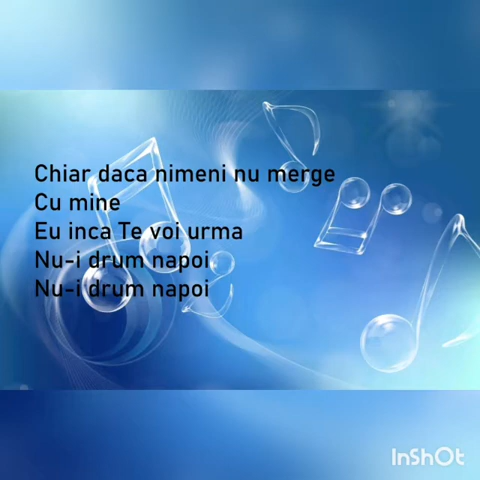 Chiar daca nimeni nu merge
Cu mine
Eu inca Te voi urma
Nu-i drum napoi
Nu-i drum napoi
InShOt